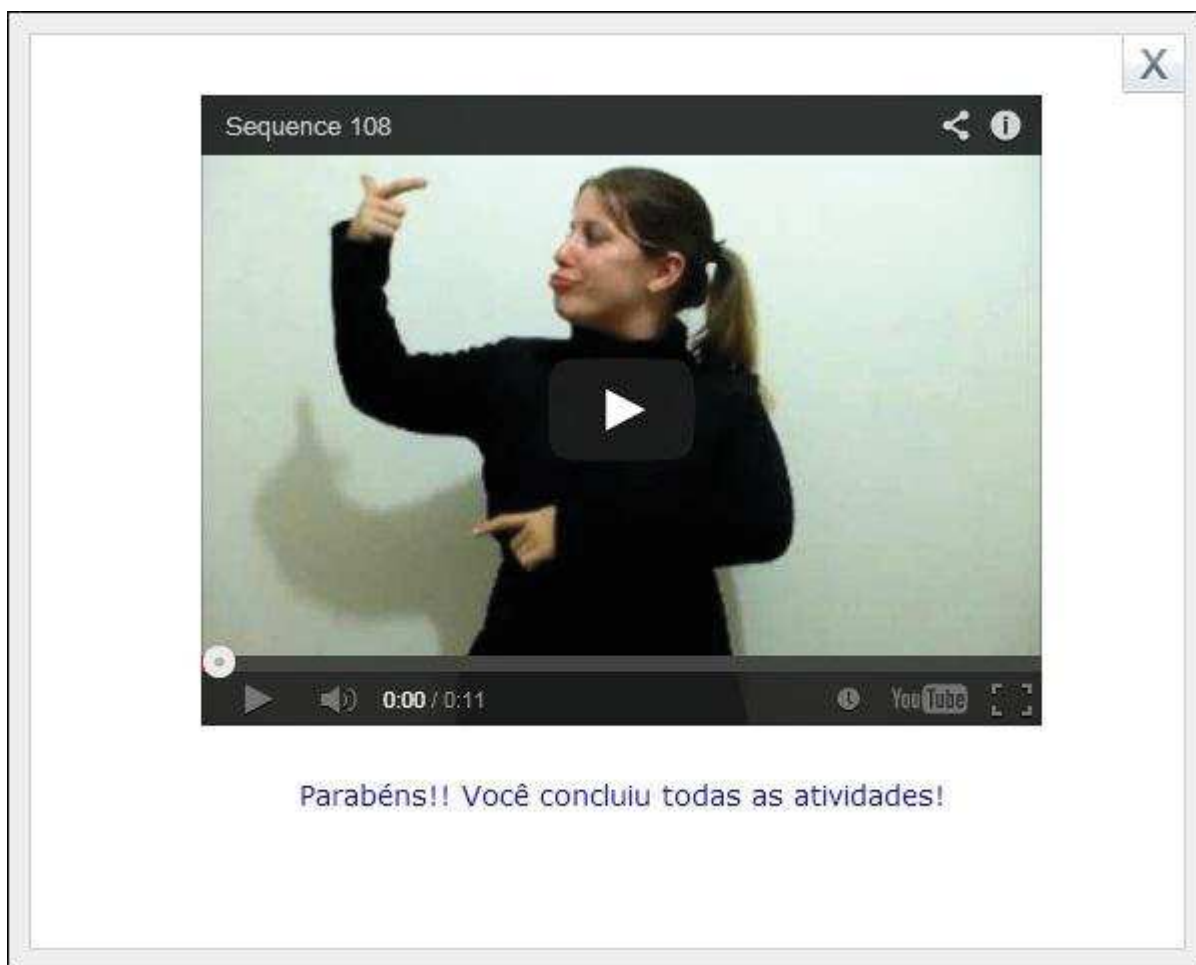 X
Sequence 108
0:00 / 0:11
YouTube
Parabéns!! Você concluiu todas as atividades!